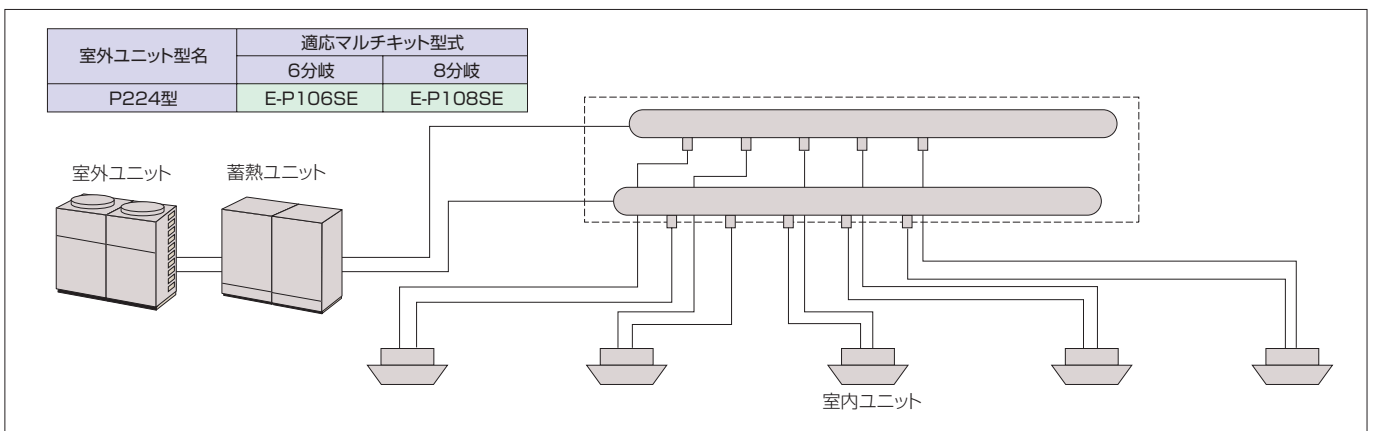 室外ユニット型名 適応マルチキット型式
6分岐 8分岐
P224型 E-P106SE E-P108SE
室外ユニット 蓄熱ユニット
室内ユニット